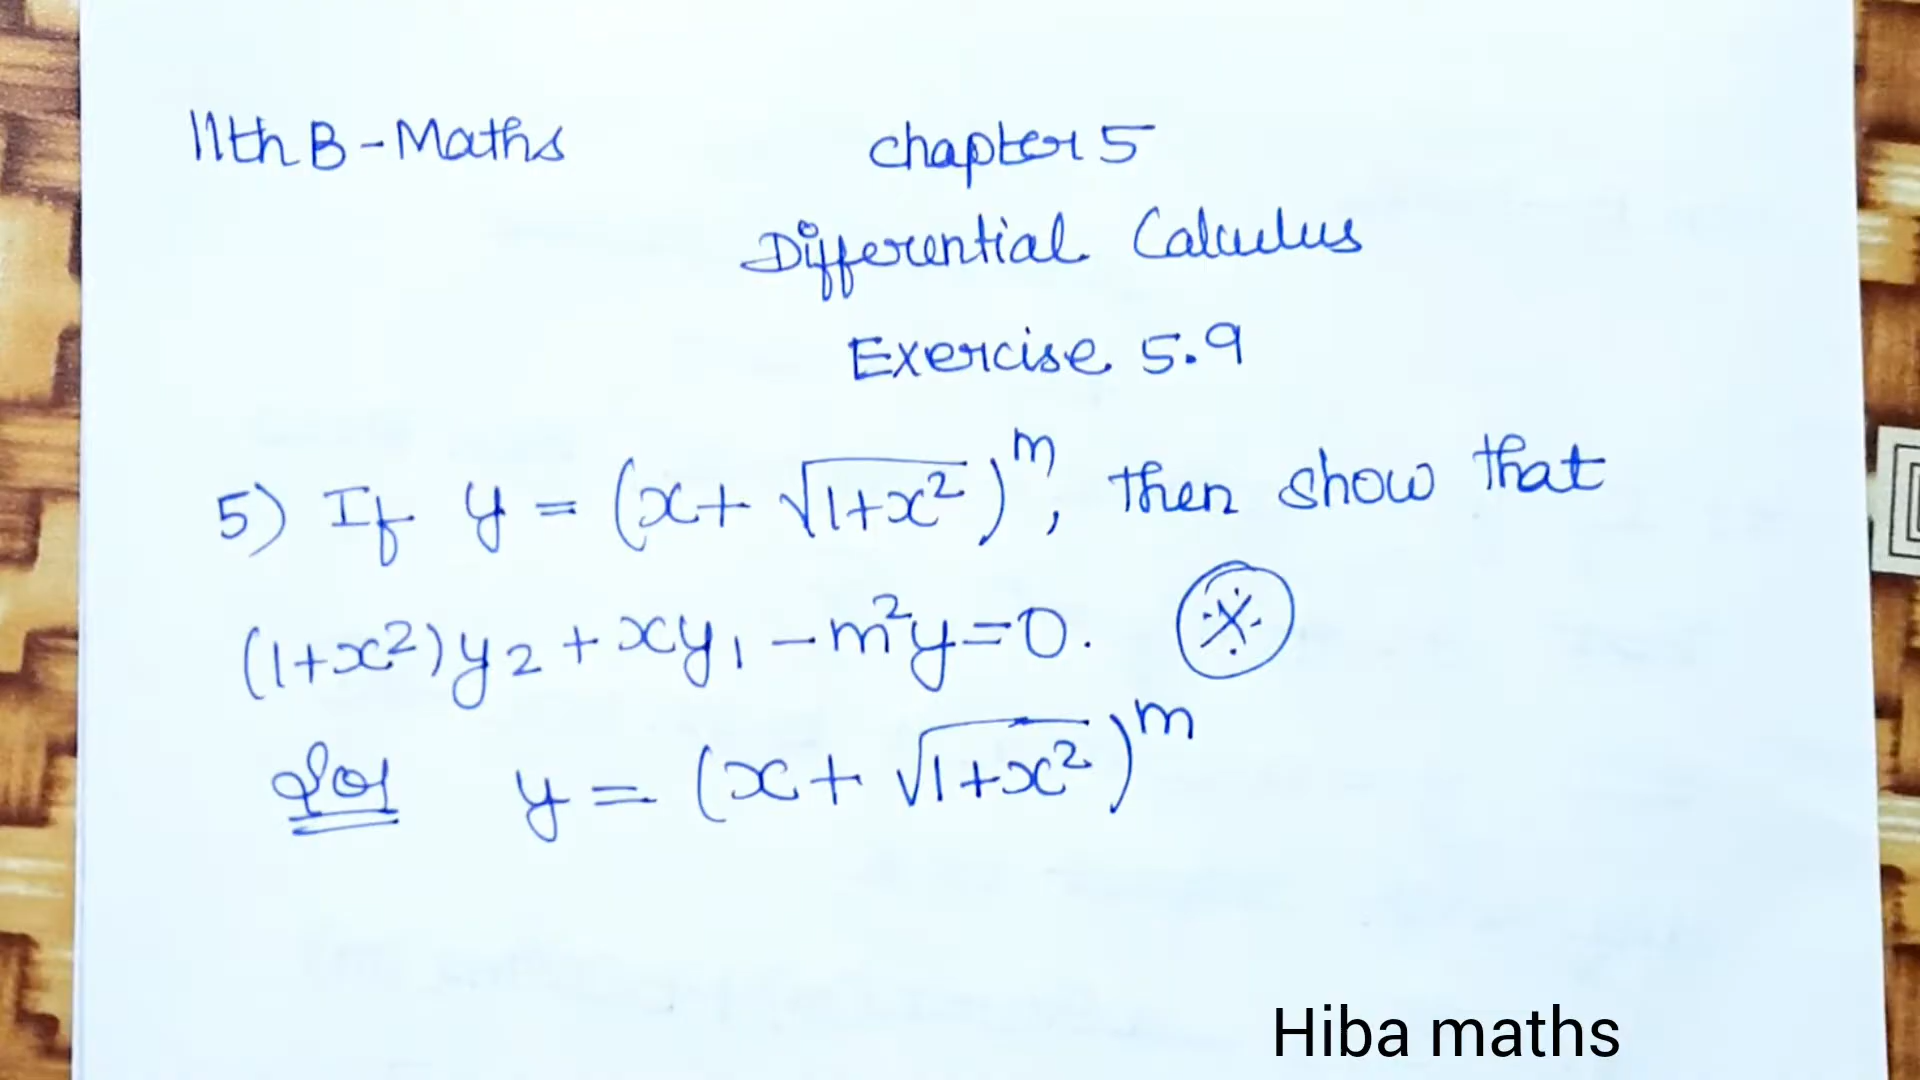 11th B - Maths
chapter 5
Differential Calculus
Exercise 5.9
5) If y = (x + √1+x²)ᵐ, then show that
(1+x²)y₂ + xy₁ - m²y = 0.
Sol y = (x + √1+x²)ᵐ
Hiba maths